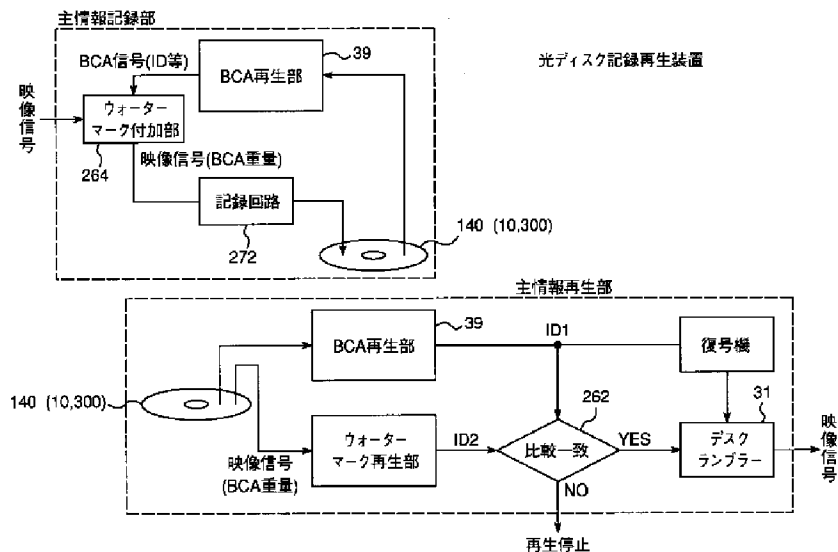 主情報記録部
光ディスク記録再生装置
39
BCA信号(ID等)
BCA再生部
映像信号
ウォーター
マーク付加部
264
映像信号(BCA重量)
記録回路
272
140 (10,300)
主情報再生部
39
BCA再生部
ID1
復号機
140 (10,300)
262
31
ウォーター
マーク再生部
ID2
比較一致
YES
デスク
ランブラー
映像信号
映像信号
(BCA重量)
NO
再生停止